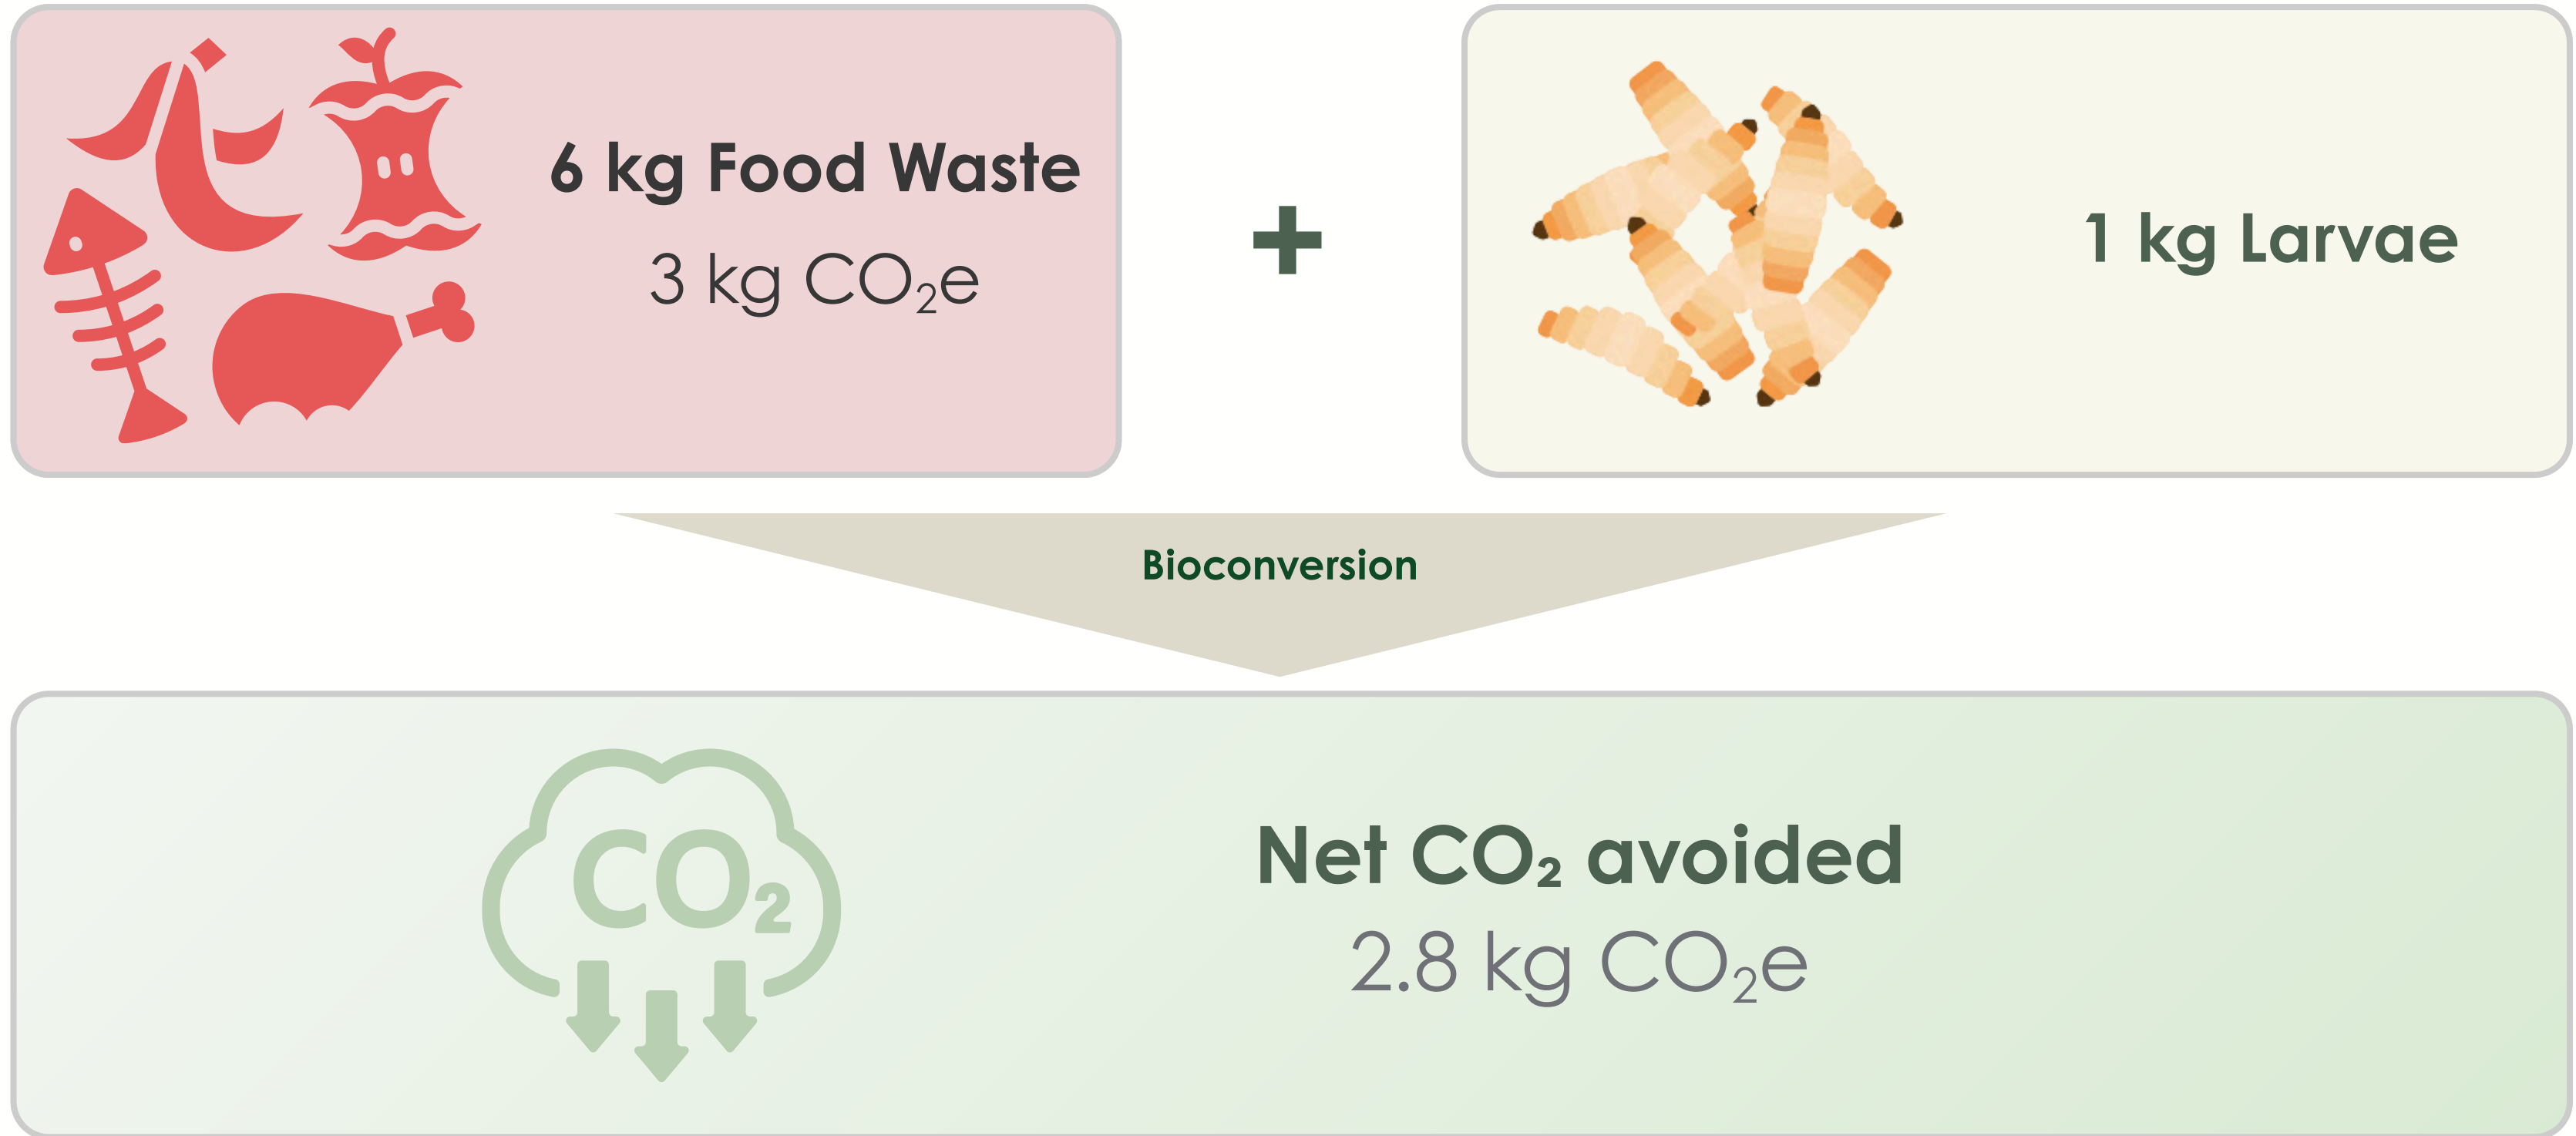 6 kg Food Waste
3 kg CO₂e
+
1 kg Larvae
Bioconversion
CO₂
Net CO₂ avoided
2.8 kg CO₂e